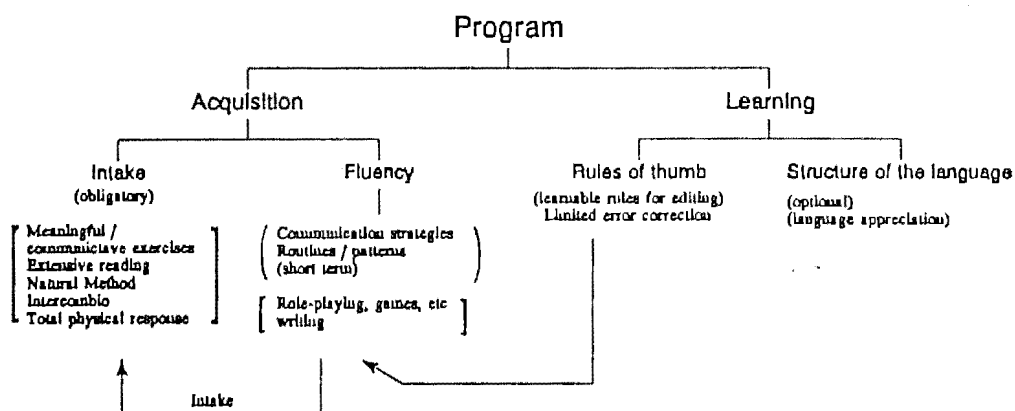 Program
Acquisition
Learning
Intake
(obligatory)
Fluency
Rules of thumb
(learnable rules for editing)
Limited error correction
Structure of the language
(optional)
(language appreciation)
Meaningful /
communictave exercises
Extensive reading
Natural Method
Intercambio
Total physical response
Communication strategies
Routines / patterns
(short term)
Role-playing, games, etc
writing
Intake